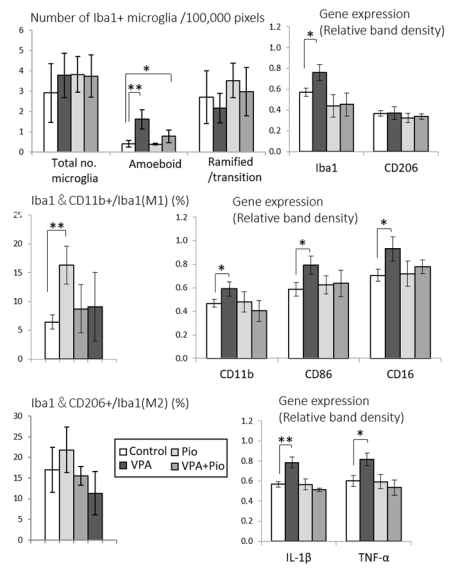 Number of Iba1+ microglia /100,000 pixels
6
5
4
3
2
1
0
*
**
Total no.
microglia
Amoeboid
Ramified
/transition
Gene expression
(Relative band density)
1.2
1.0
0.8
0.6
0.4
0.2
0.0
*
Iba1
CD206
Iba1 & CD11b+/Iba1(M1) (%)
25
20
15
10
5
0
**
Gene expression
(Relative band density)
1.2
1.0
0.8
0.6
0.4
0.2
0.0
*
*
*
CD11b
CD86
CD16
Iba1 & CD206+/Iba1(M2) (%)
30
25
20
15
10
5
0
Control
Pio
VPA
VPA+Pio
Gene expression
(Relative band density)
1.2
1.0
0.8
0.6
0.4
0.2
0.0
**
*
IL-1β
TNF-α